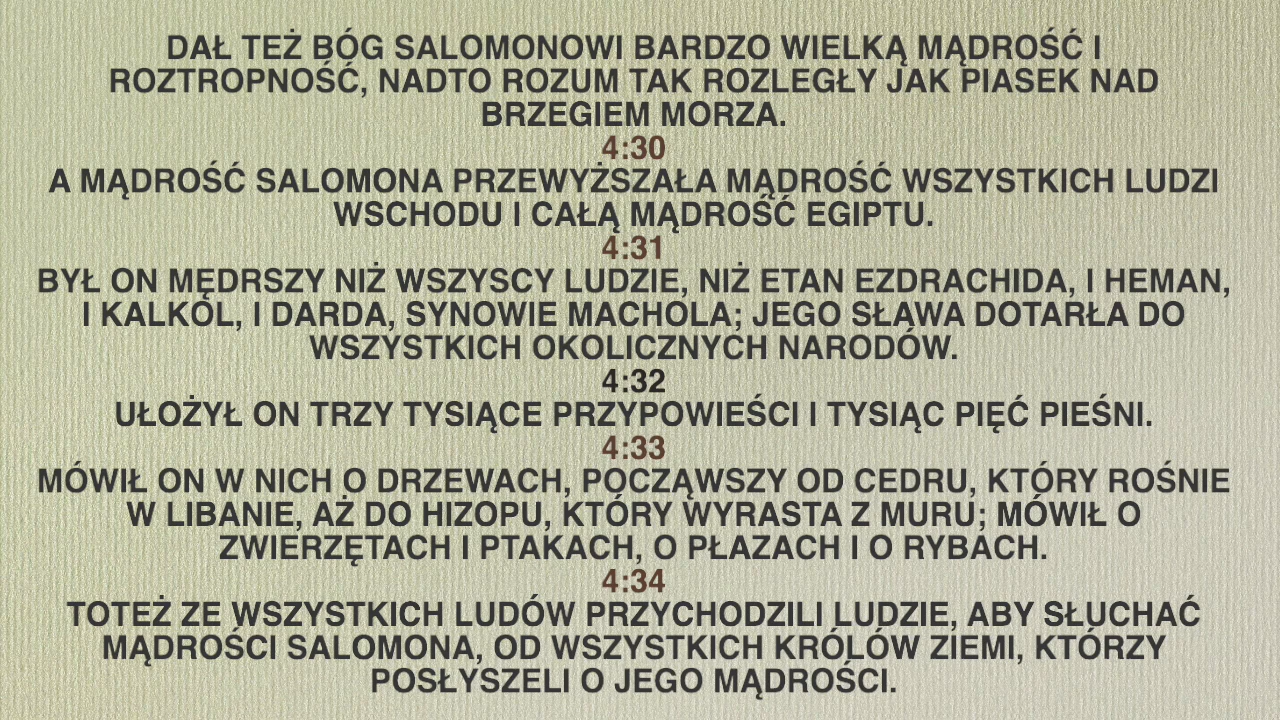 DAŁ TEŻ BÓG SALOMONOWI BARDZO WIELKĄ MĄDROŚĆ I
ROZTROPNOŚĆ, NADTO ROZUM TAK ROZLEGŁY JAK PIASEK NAD
BRZEGIEM MORZA.
4:30
A MĄDROŚĆ SALOMONA PRZEWYŻSZAŁA MĄDROŚĆ WSZYSTKICH LUDZI
WSCHODU I CAŁĄ MĄDROŚĆ EGIPTU.
4:31
BYŁ ON MĘDRSZY NIŻ WSZYSCY LUDZIE, NIŻ ETAN EZDRACHIDA, I HEMAN,
I KALKOL, I DARDA, SYNOWIE MACHOLA; JEGO SŁAWA DOTARŁA DO
WSZYSTKICH OKOLICZNYCH NARODÓW.
4:32
UŁOŻYŁ ON TRZY TYSIĄCE PRZYPOWIEŚCI I TYSIĄC PIĘĆ PIEŚNI.
4:33
MÓWIŁ ON W NICH O DRZEWACH, POCZĄWSZY OD CEDRU, KTÓRY ROŚNIE
W LIBANIE, AŻ DO HIZOPU, KTÓRY WYRASTA Z MURU; MÓWIŁ O
ZWIERZĘTACH I PTAKACH, O PŁAZACH I O RYBACH.
4:34
TOTEŻ ZE WSZYSTKICH LUDÓW PRZYCHODZILI LUDZIE, ABY SŁUCHAĆ
MĄDROŚCI SALOMONA, OD WSZYSTKICH KRÓLÓW ZIEMI, KTÓRZY
POSŁYSZELI O JEGO MĄDROŚCI.